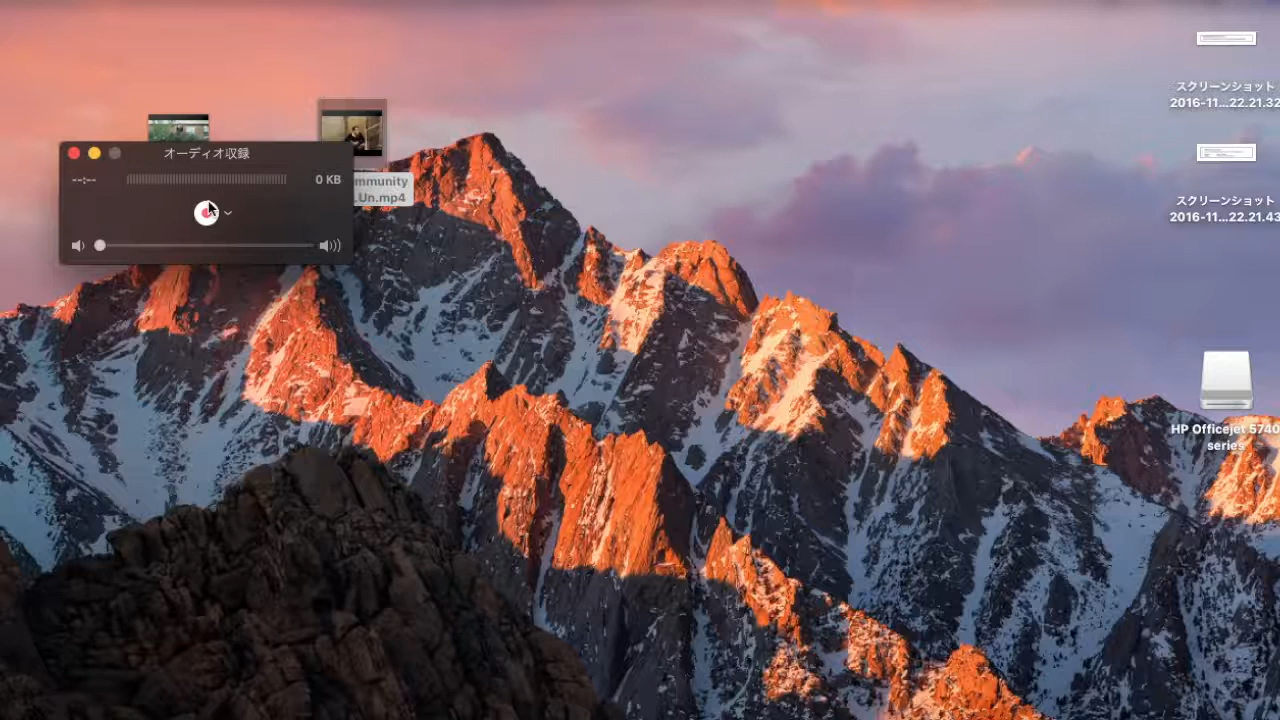 オーディオ収録
--:--
0 KB
mmunity
.Un.mp4
スクリーンショット
2016-11...22.21.32
スクリーンショット
2016-11...22.21.43
HP Officejet 5740
series